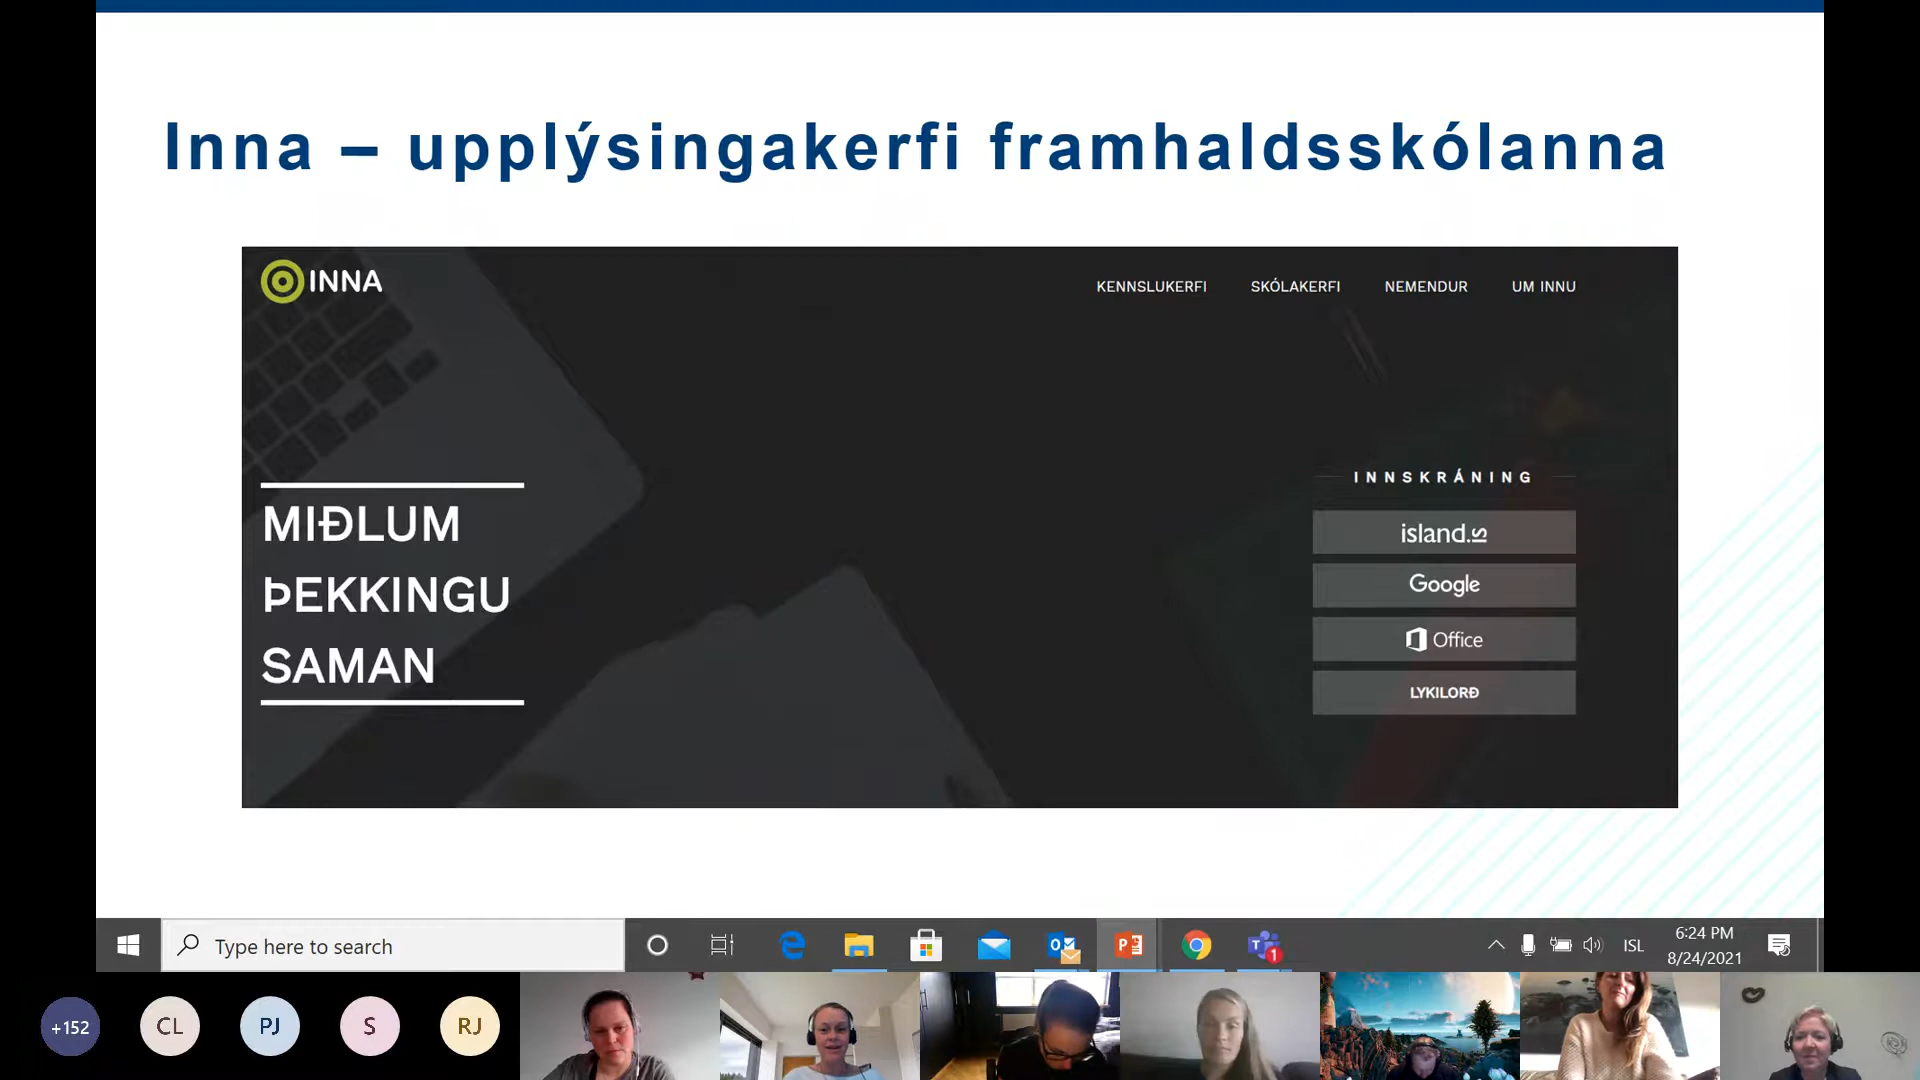 Inna – upplýsingakerfi framhaldsskólanna
INNA
KENNSLUKERFI SKÓLAKERFI NEMENDUR UM INNU
INNSKRÁNING
island.is
Google
Office
LYKILORÐ
MIÐLUM
ÞEKKINGU
SAMAN
Type here to search
ISL
6:24 PM
8/24/2021
1
+152 CL PJ S RJ